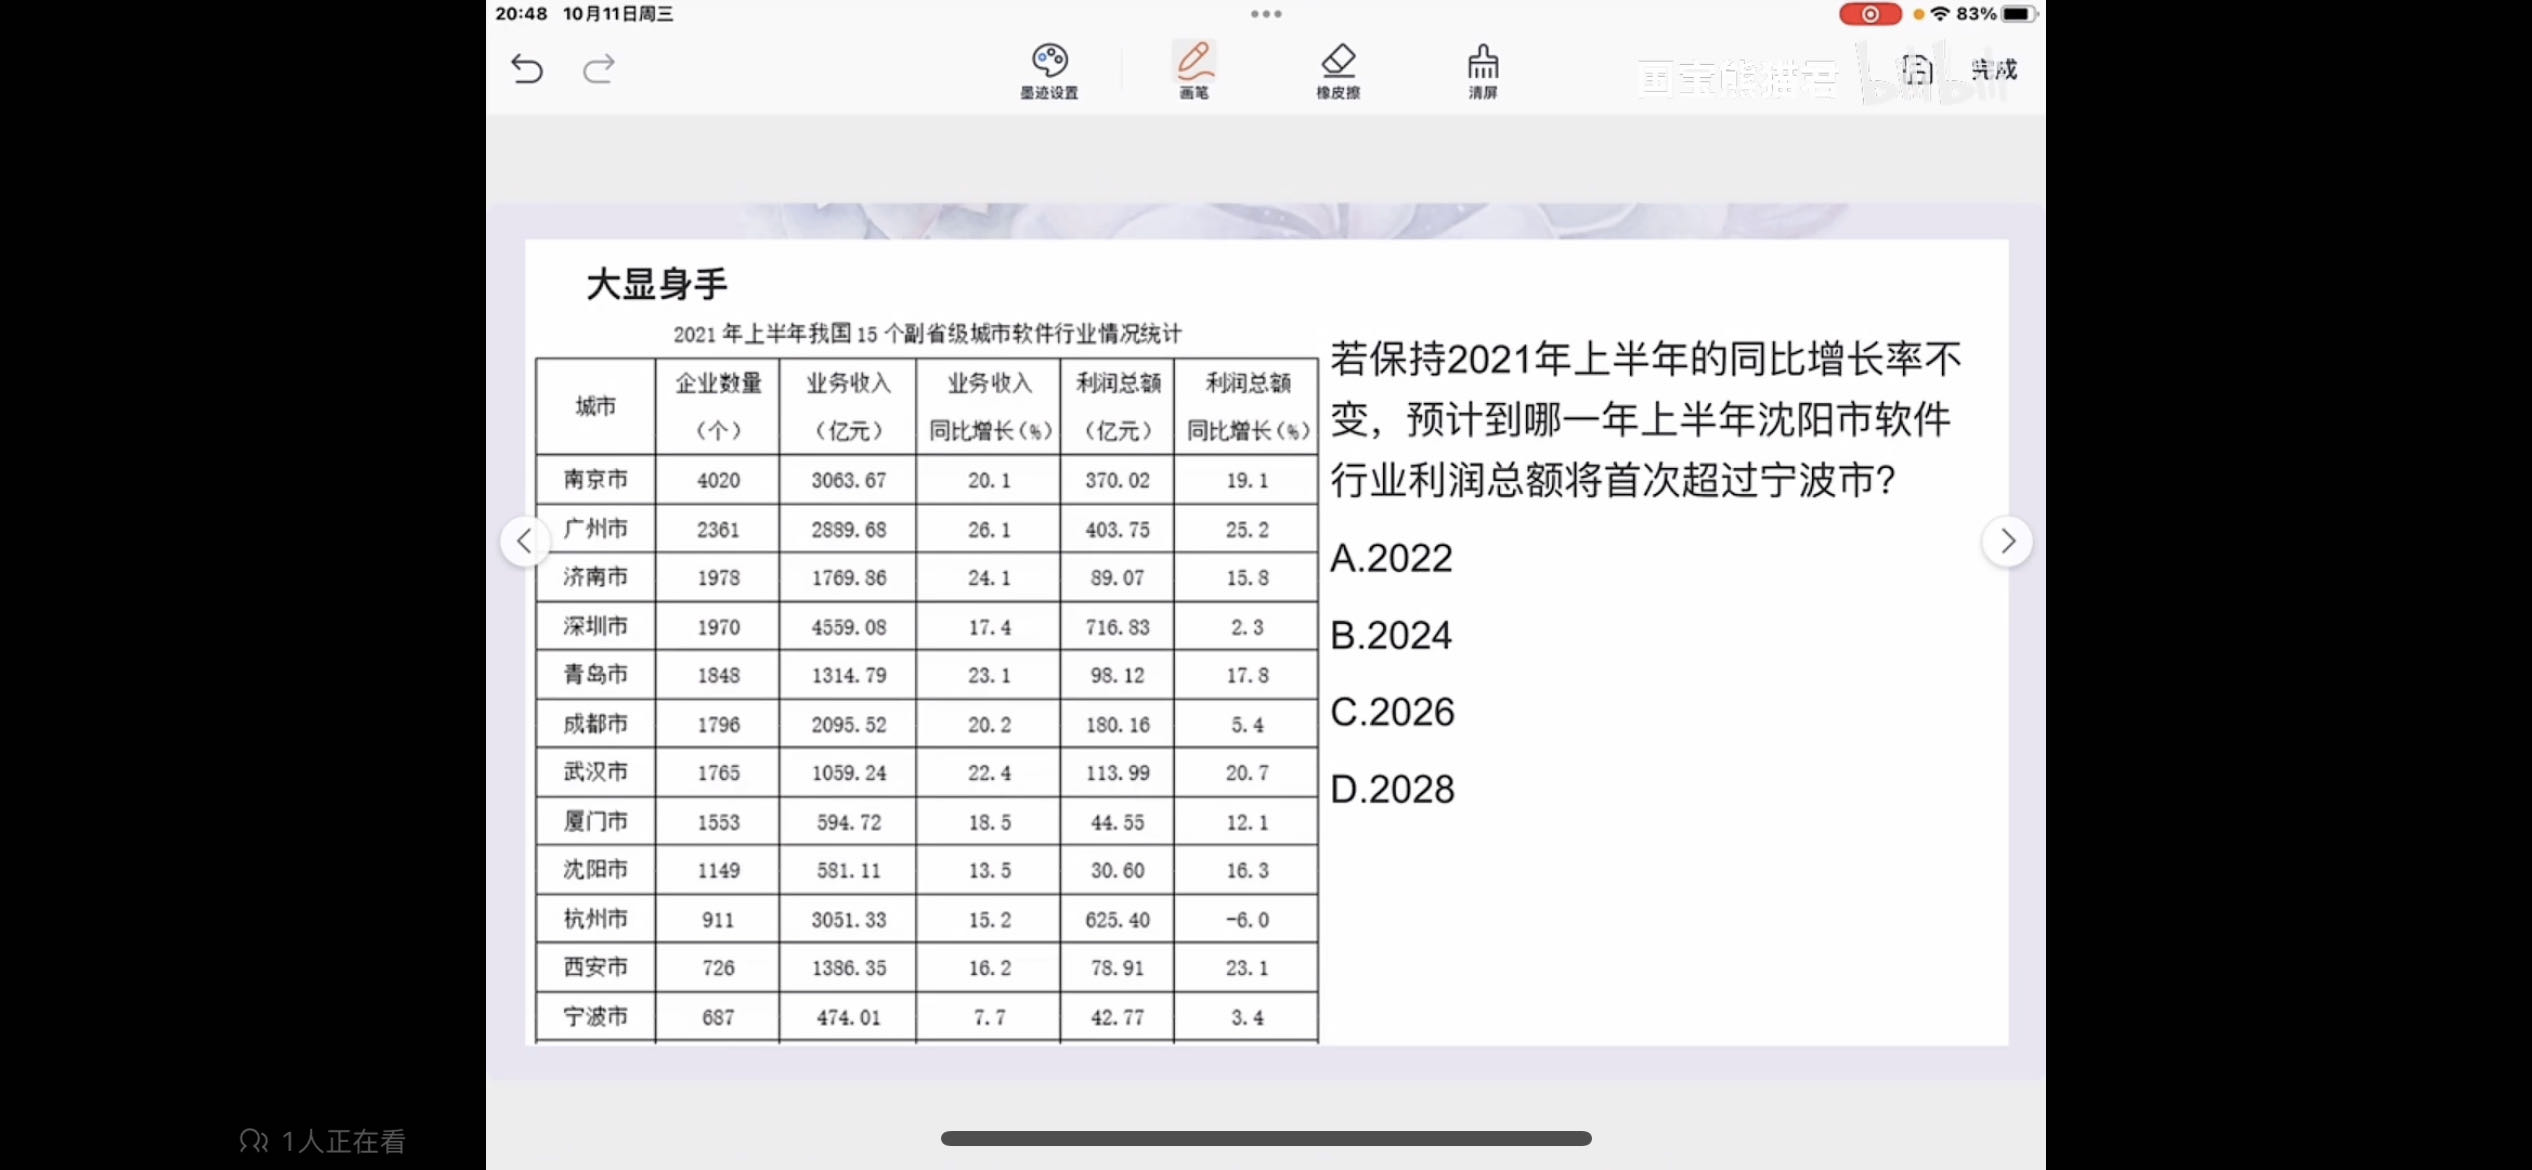 20:48 10月11日周三
83%
墨迹设置
画笔
橡皮擦
清屏
国宝熊猫君 bilibili
完成
大显身手
2021 年上半年我国 15 个副省级城市软件行业情况统计
城市 企业数量（个） 业务收入（亿元） 业务收入同比增长(%) 利润总额（亿元） 利润总额同比增长(%)
南京市 4020 3063.67 20.1 370.02 19.1
广州市 2361 2889.68 26.1 403.75 25.2
济南市 1978 1769.86 24.1 89.07 15.8
深圳市 1970 4559.08 17.4 716.83 2.3
青岛市 1848 1314.79 23.1 98.12 17.8
成都市 1796 2095.52 20.2 180.16 5.4
武汉市 1765 1059.24 22.4 113.99 20.7
厦门市 1553 594.72 18.5 44.55 12.1
沈阳市 1149 581.11 13.5 30.60 16.3
杭州市 911 3051.33 15.2 625.40 -6.0
西安市 726 1386.35 16.2 78.91 23.1
宁波市 687 474.01 7.7 42.77 3.4
若保持2021年上半年的同比增长率不
变，预计到哪一年上半年沈阳市软件
行业利润总额将首次超过宁波市？
A.2022
B.2024
C.2026
D.2028
1人正在看